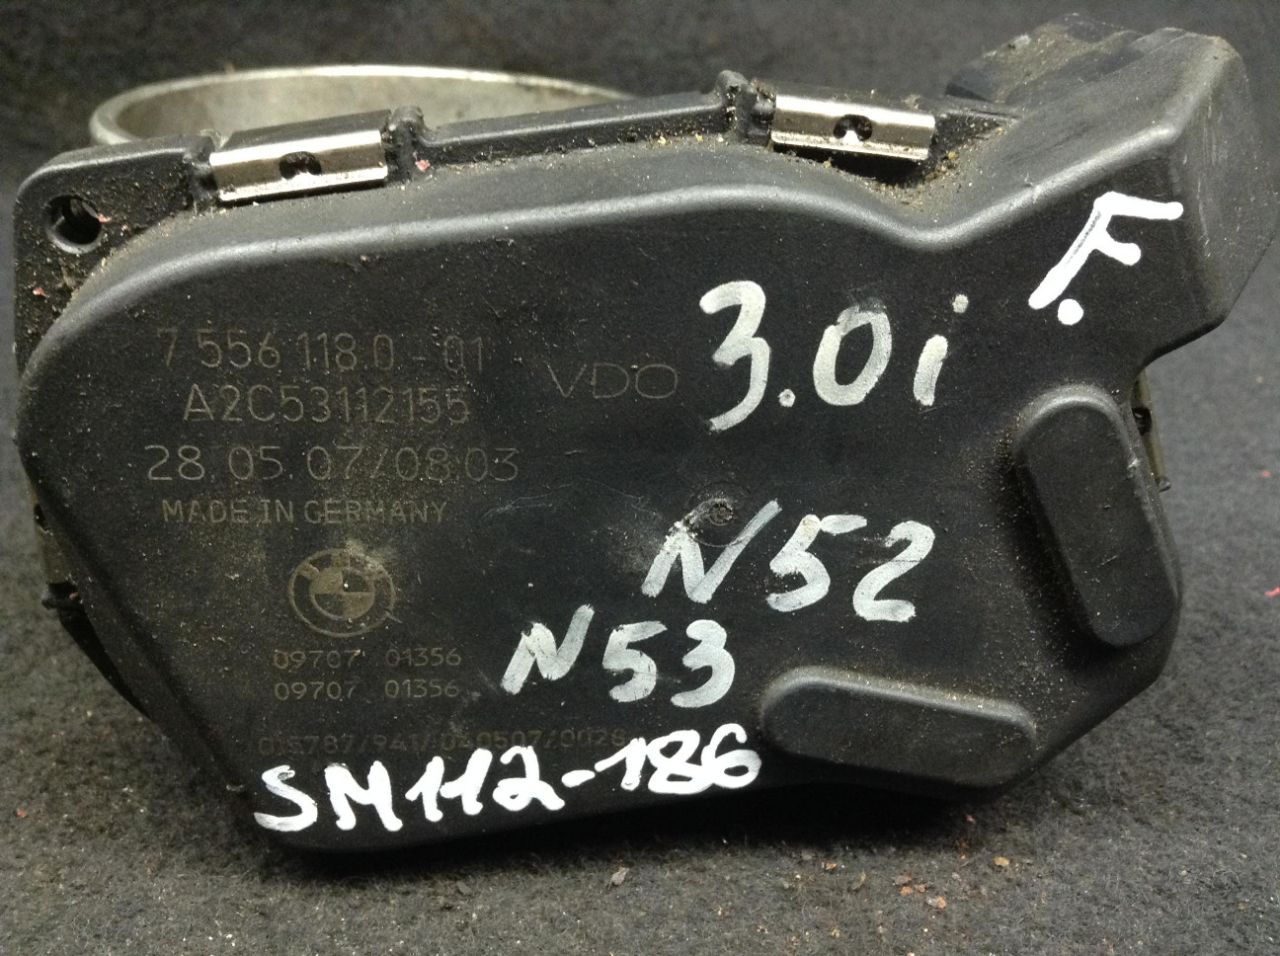 F.
3.0i
7 556 118.0 - 01
VDO
A2C53112155
28.05.07/08:03
MADE IN GERMANY
N52
N53
09707 01356
09707 01356
SM112-186